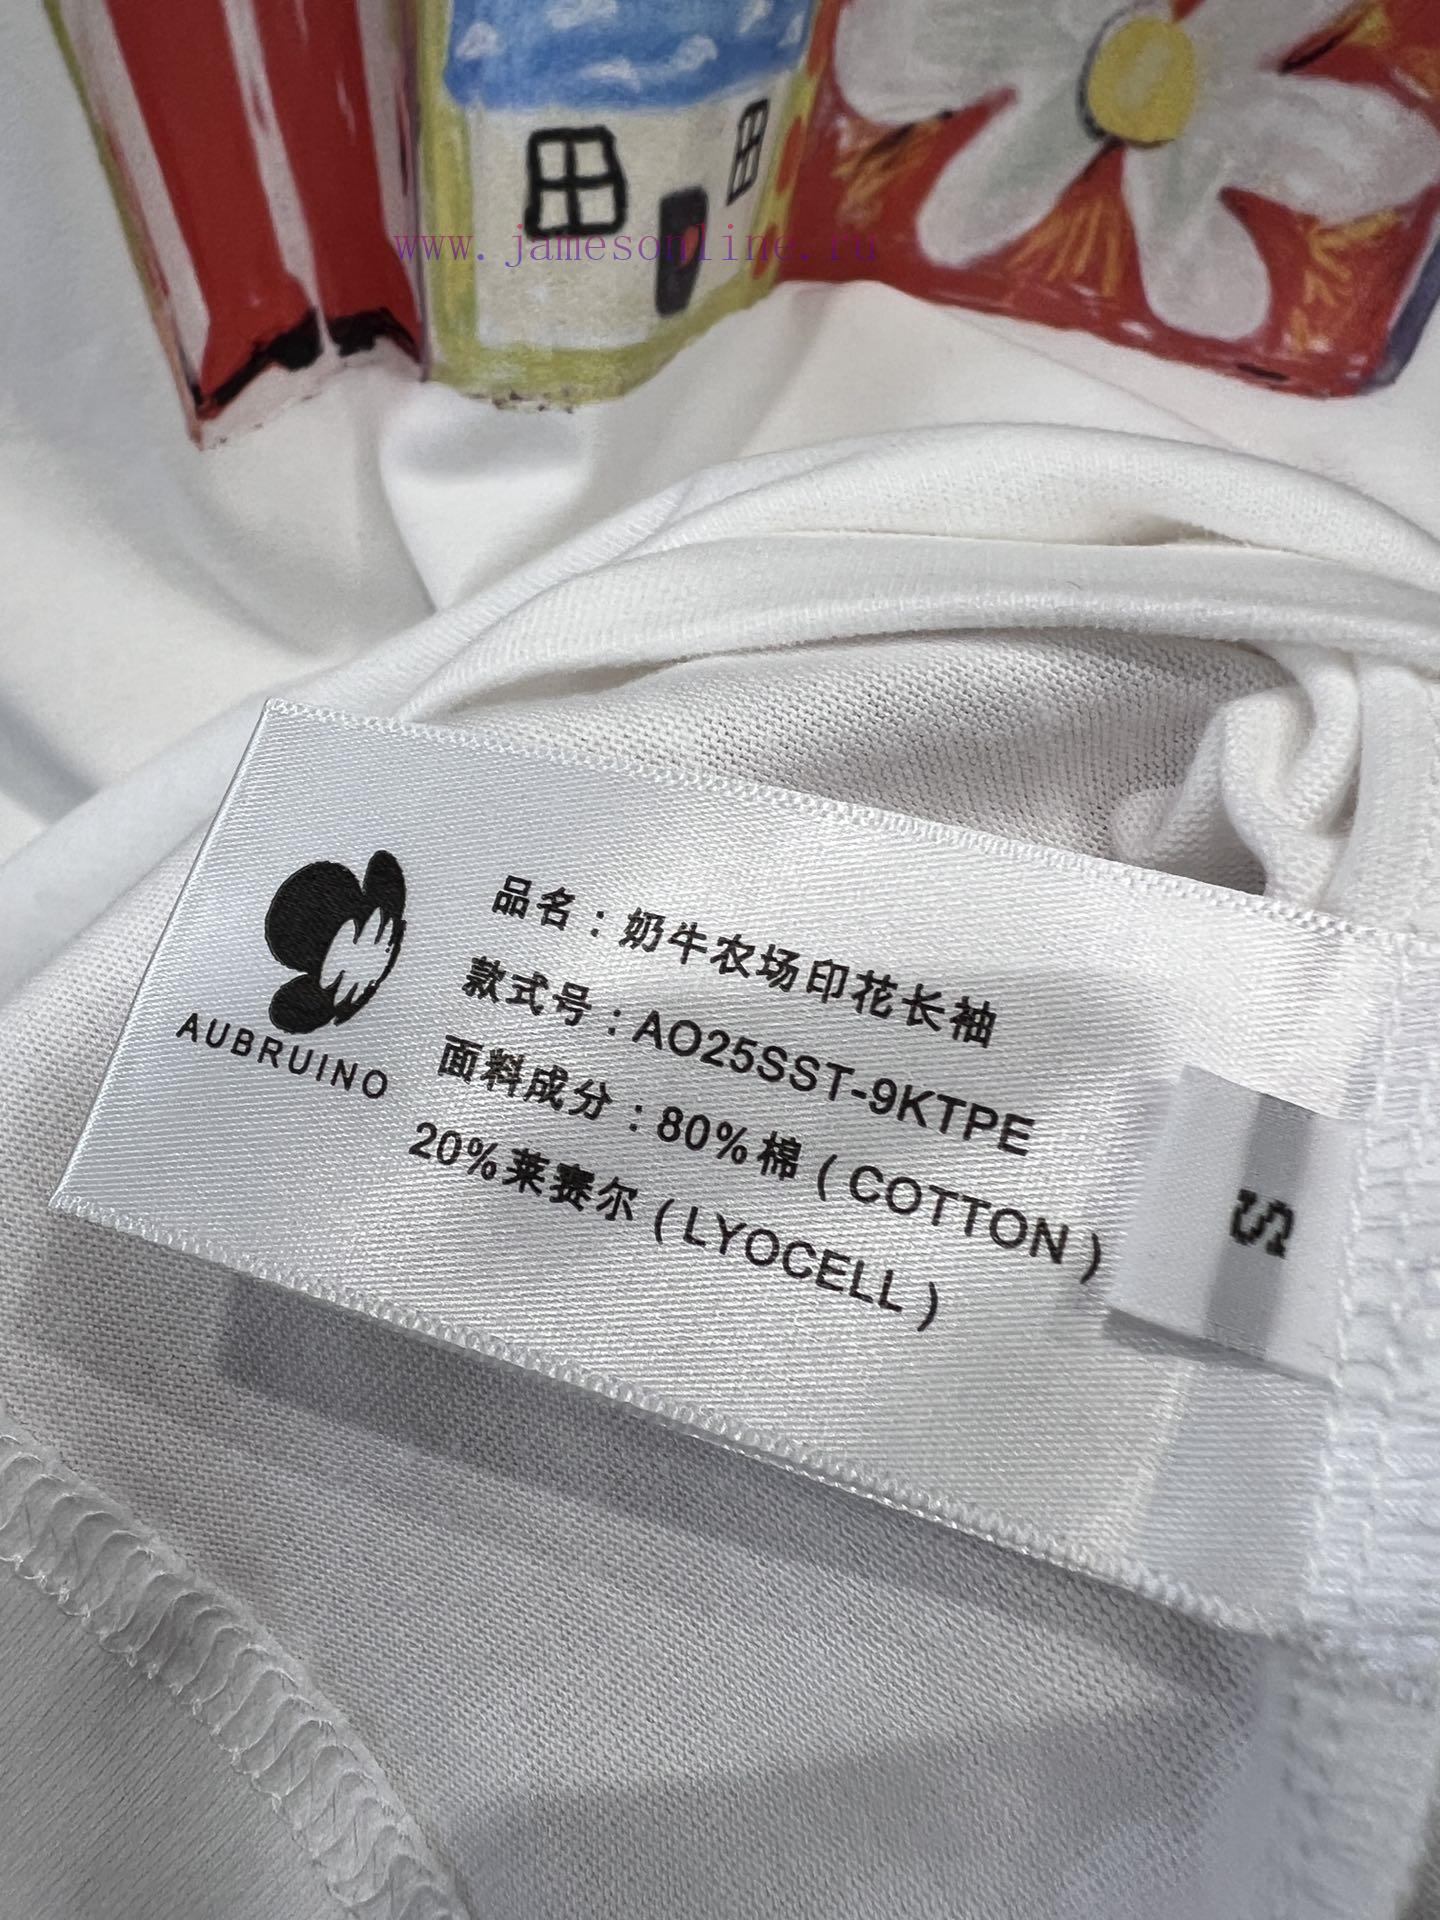 www.jamesonline.ru
AUBRUINO
品名：奶牛农场印花长袖
款式号：AO25SST-9KTPE
面料成分：80%棉（COTTON）
20%莱赛尔（LYOCELL）
S